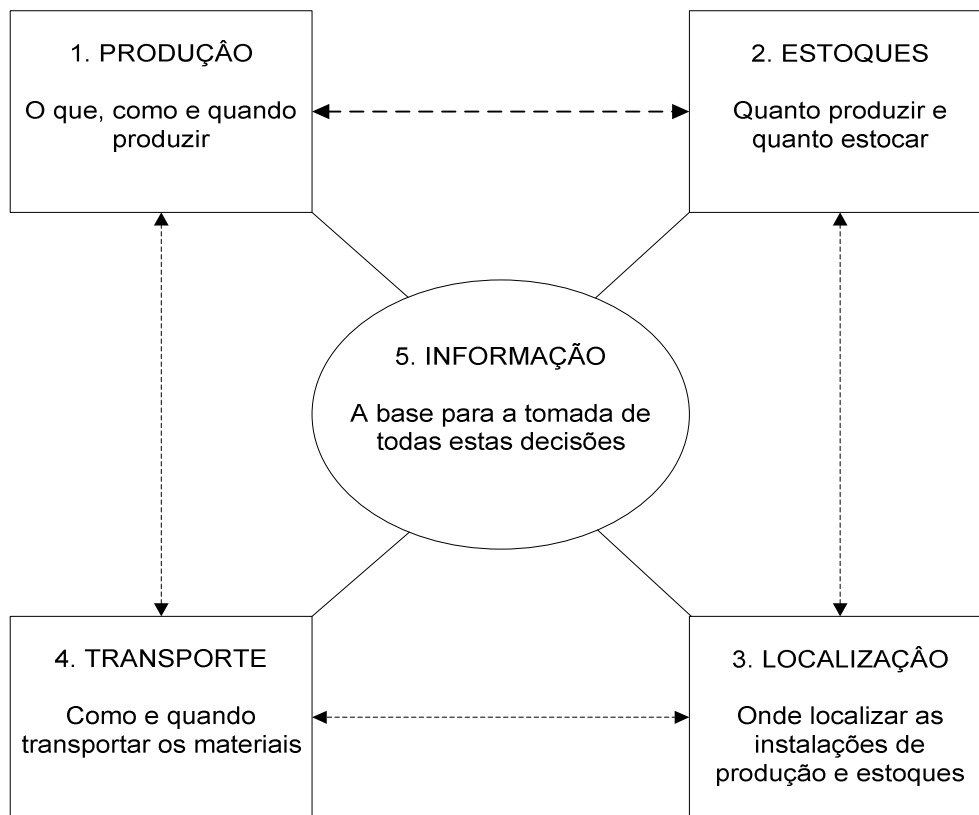 1. PRODUÇÂO
O que, como e quando
produzir
2. ESTOQUES
Quanto produzir e
quanto estocar
5. INFORMAÇÃO
A base para a tomada de
todas estas decisões
4. TRANSPORTE
Como e quando
transportar os materiais
3. LOCALIZAÇÂO
Onde localizar as
instalações de
produção e estoques